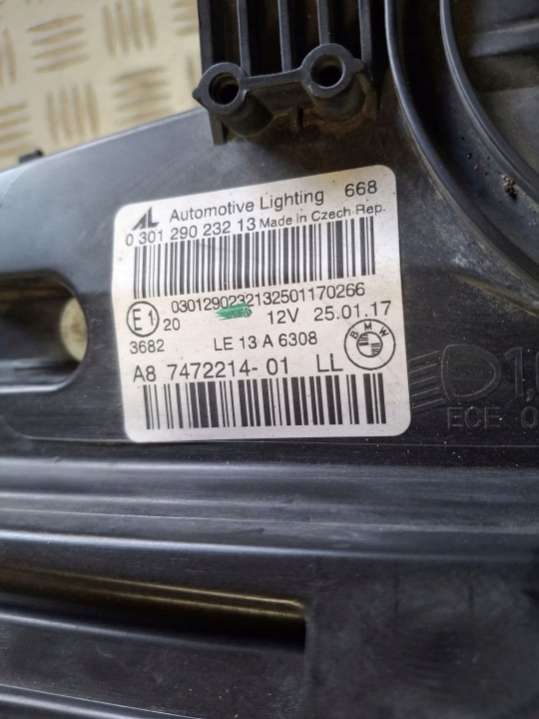 AL Automotive Lighting 668
0 301 290 232 13 Made in Czech Rep.
0301290232132501170266
E1 20 12V 25.01.17
3682 LE 13 A 6308
BMW
A8 7472214-01 LL
ECE